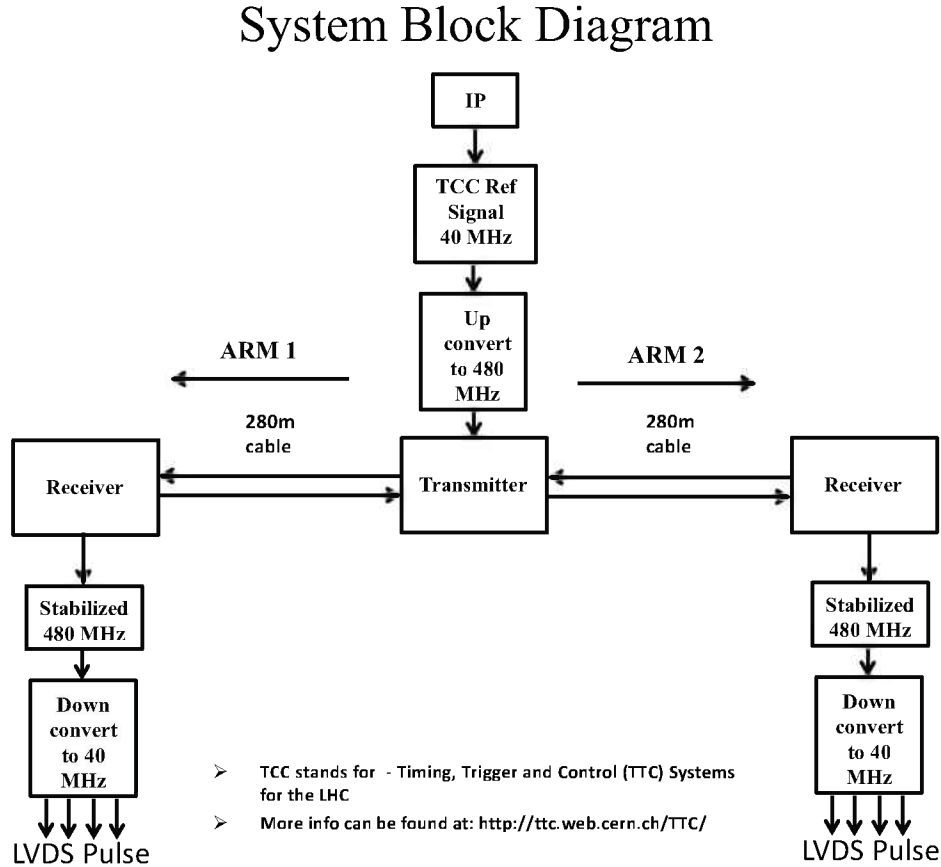 System Block Diagram
IP
TCC Ref
Signal
40 MHz
Up
convert
to 480
MHz
ARM 1
ARM 2
280m
cable
280m
cable
Receiver
Transmitter
Receiver
Stabilized
480 MHz
Stabilized
480 MHz
Down
convert
to 40
MHz
Down
convert
to 40
MHz
➢ TCC stands for - Timing, Trigger and Control (TTC) Systems
for the LHC
➢ More info can be found at: http://ttc.web.cern.ch/TTC/
LVDS Pulse
LVDS Pulse